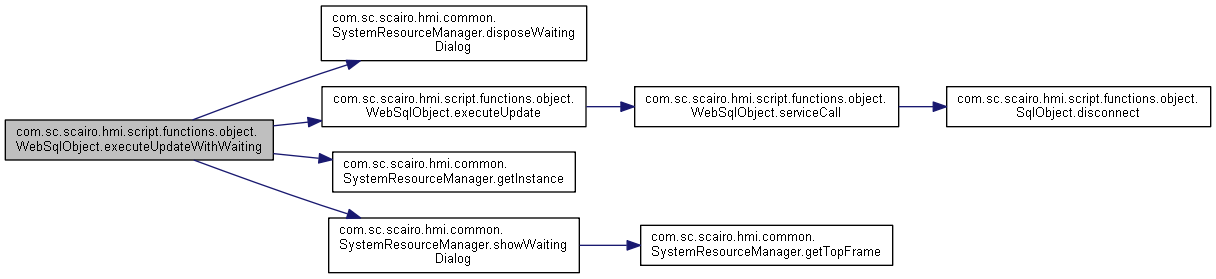 com.sc.scairo.hmi.common.
SystemResourceManager.disposeWaiting
Dialog
com.sc.scairo.hmi.script.functions.object.
WebSqlObject.executeUpdateWithWaiting
com.sc.scairo.hmi.script.functions.object.
WebSqlObject.executeUpdate
com.sc.scairo.hmi.script.functions.object.
WebSqlObject.serviceCall
com.sc.scairo.hmi.script.functions.object.
SqlObject.disconnect
com.sc.scairo.hmi.common.
SystemResourceManager.getInstance
com.sc.scairo.hmi.common.
SystemResourceManager.showWaiting
Dialog
com.sc.scairo.hmi.common.
SystemResourceManager.getTopFrame